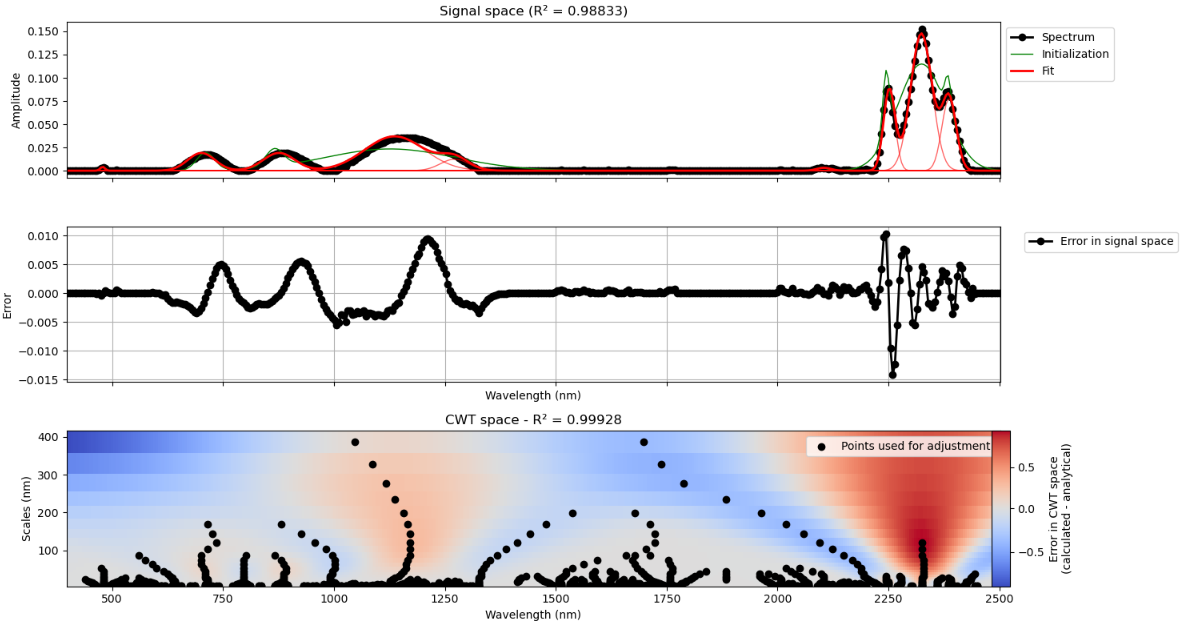 Signal space (R² = 0.98833)
Amplitude
0.150
0.125
0.100
0.075
0.050
0.025
0.000
Spectrum
Initialization
Fit
Error
0.010
0.005
0.000
−0.005
−0.010
−0.015
Error in signal space
Wavelength (nm)
CWT space - R² = 0.99928
Scales (nm)
400
300
200
100
Points used for adjustment
0.5
0.0
−0.5
Error in CWT space
(calculated - analytical)
500 750 1000 1250 1500 1750 2000 2250 2500
Wavelength (nm)